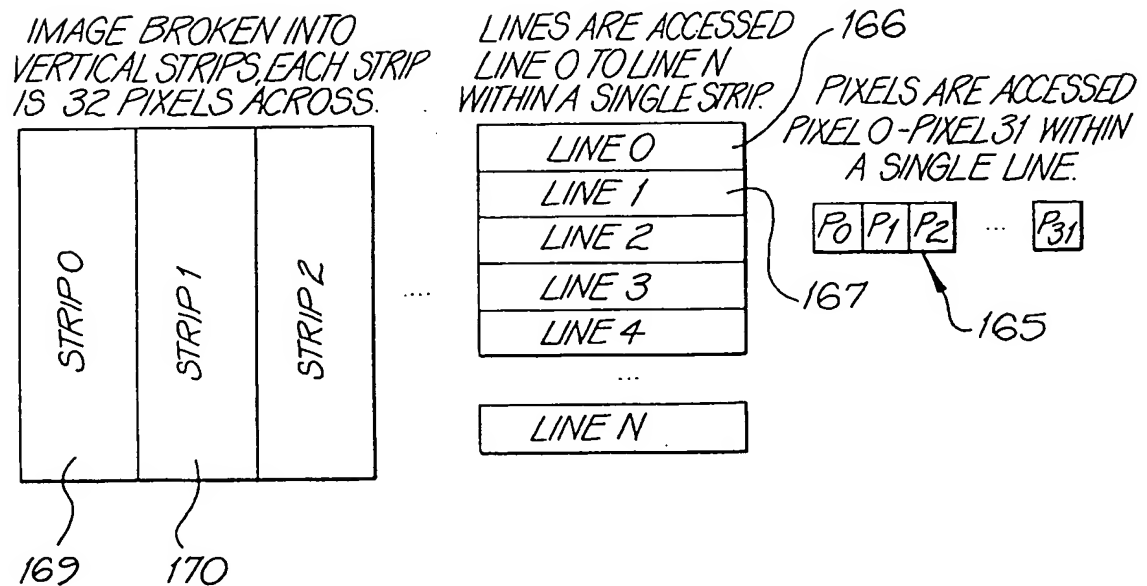 IMAGE BROKEN INTO
VERTICAL STRIPS, EACH STRIP
IS 32 PIXELS ACROSS.
STRIP 0
STRIP 1
STRIP 2
....
169
170
LINES ARE ACCESSED
LINE 0 TO LINE N
WITHIN A SINGLE STRIP.
166
LINE 0
LINE 1
LINE 2
LINE 3
LINE 4
...
LINE N
167
PIXELS ARE ACCESSED
PIXEL 0-PIXEL 31 WITHIN
A SINGLE LINE.
P0 P1 P2 ... P31
165